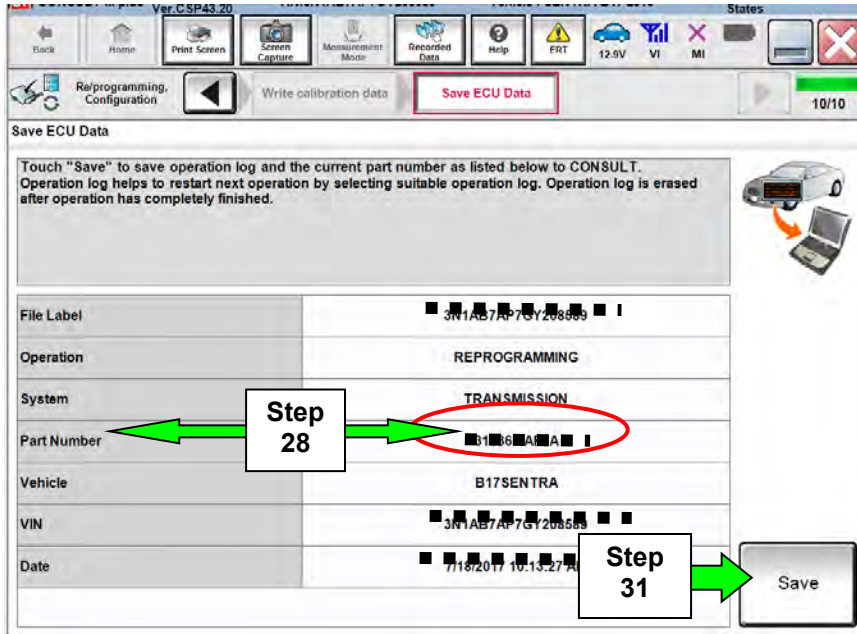 Ver.CSP43.20
States
Back
Home
Print Screen
Screen Capture
Measurement Mode
Recorded Data
Help
ERT
12.9V
VI
MI
Re/programming, Configuration
Write calibration data
Save ECU Data
10/10
Save ECU Data
Touch "Save" to save operation log and the current part number as listed below to CONSULT.
Operation log helps to restart next operation by selecting suitable operation log. Operation log is erased
after operation has completely finished.
File Label
Operation
REPROGRAMMING
System
TRANSMISSION
Step
28
Part Number
Vehicle
B17SENTRA
VIN
Date
Step
31
Save